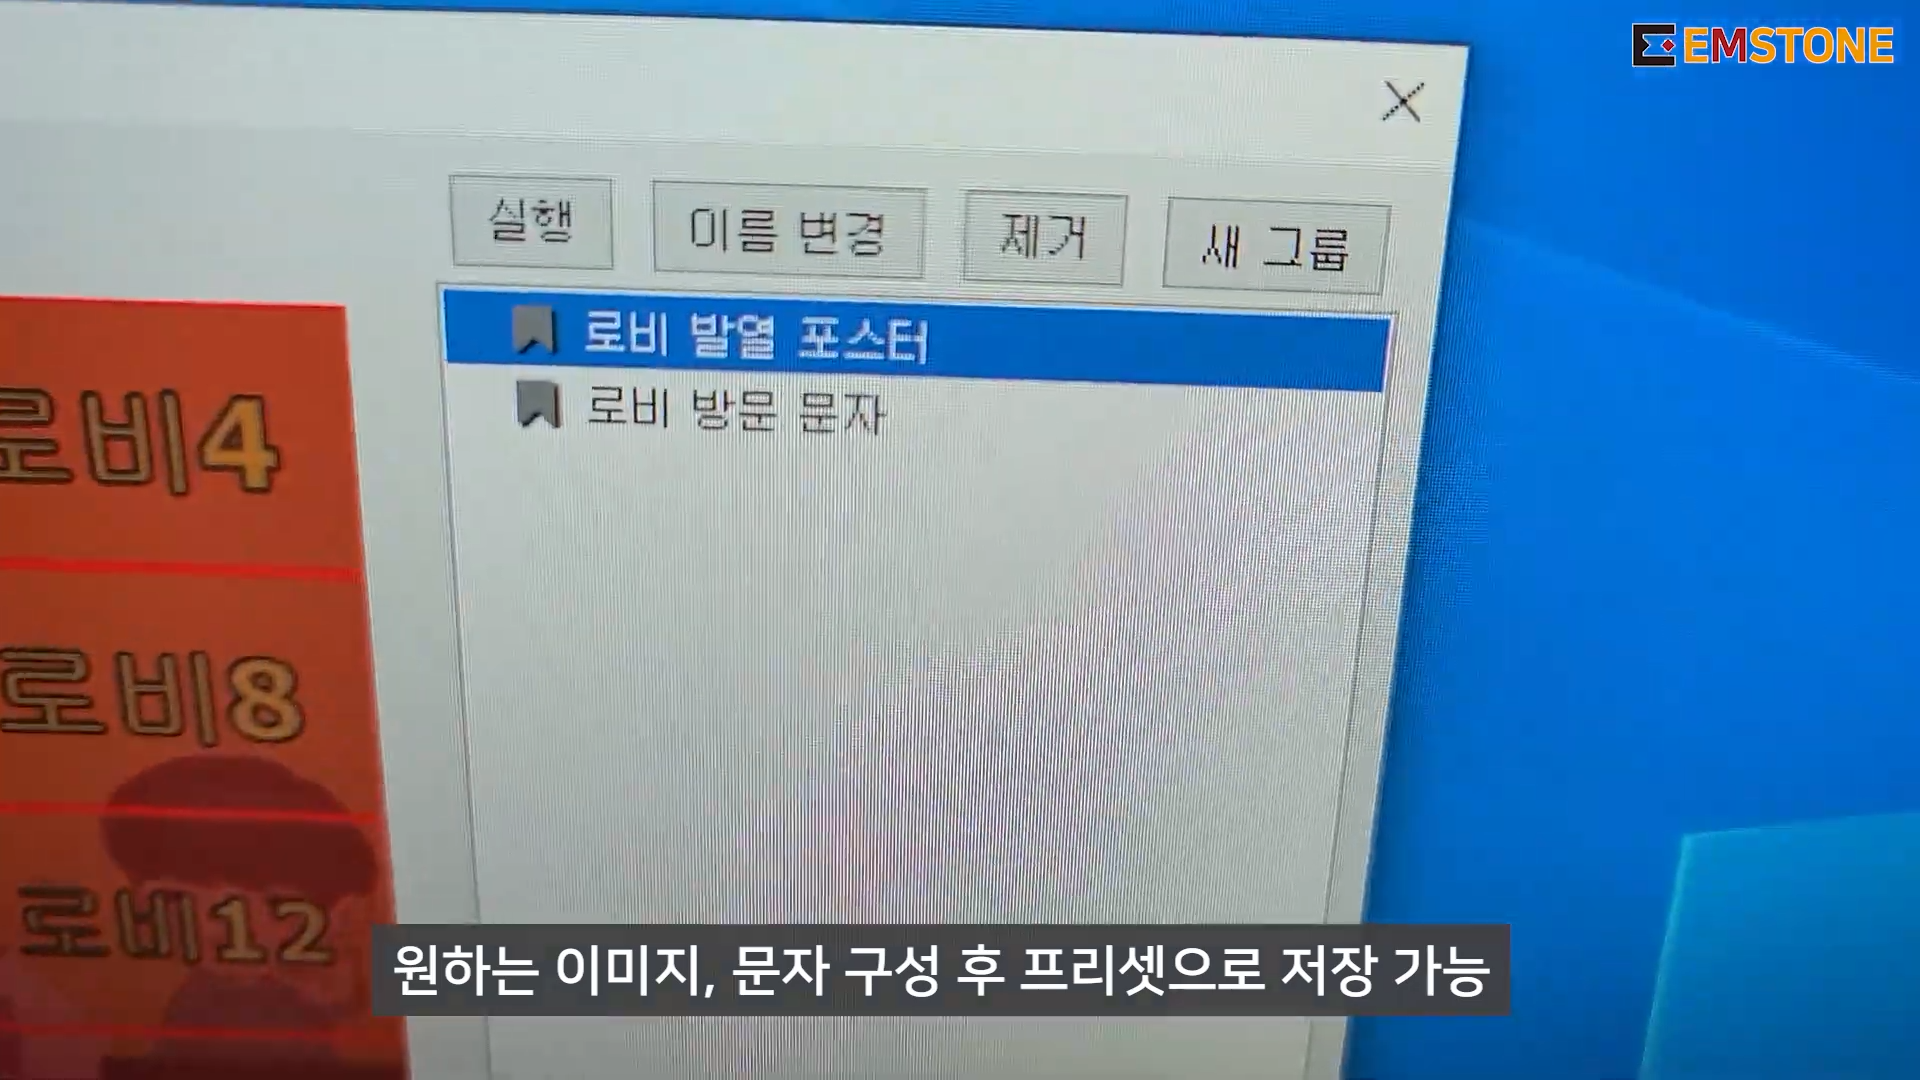 EMSTONE
실행 이름 변경 제거 새 그룹
로비 발열 포스터
로비 방문 문자
로비4
로비8
로비12
원하는 이미지, 문자 구성 후 프리셋으로 저장 가능